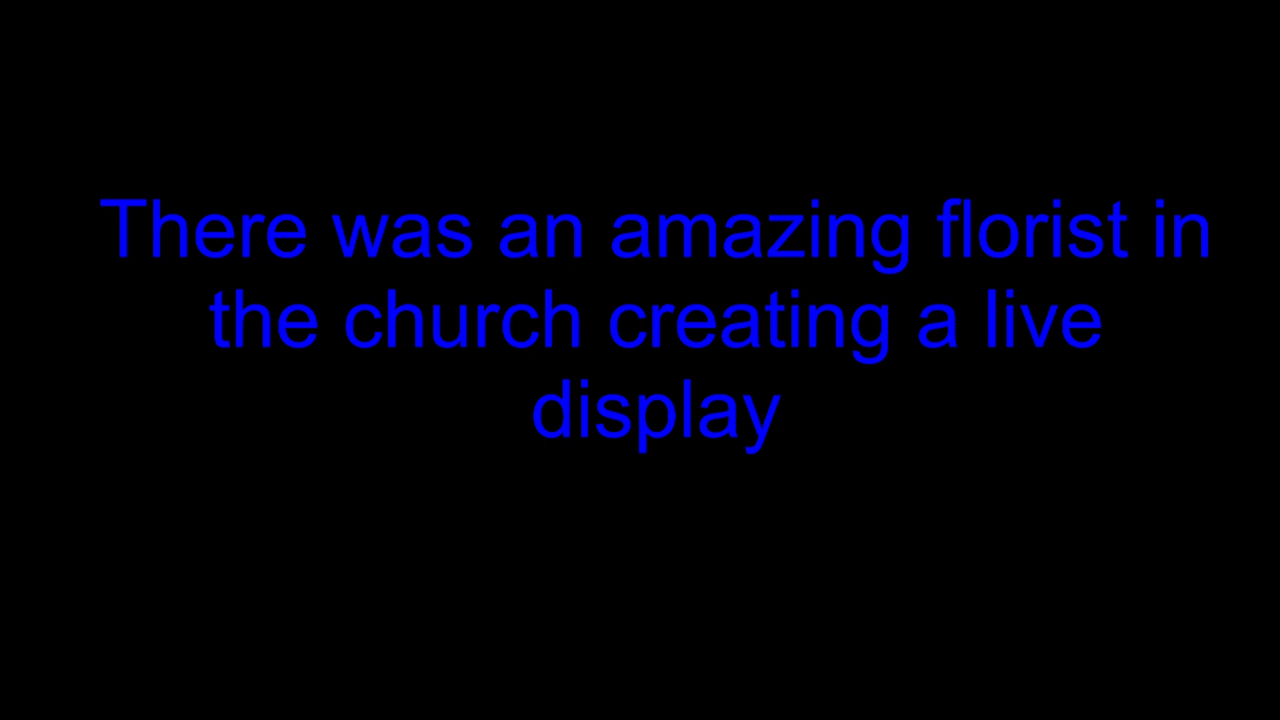 There was an amazing florist in
the church creating a live
display